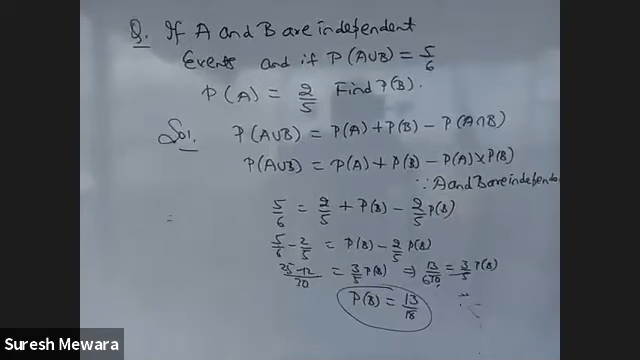 Q. If A and B are independent
Events and if P(A∪B) = 5/6
P(A) = 2/5 Find P(B).
Sol. P(A∪B) = P(A) + P(B) − P(A∩B)
P(A∪B) = P(A) + P(B) − P(A)×P(B)
∵ A and B are independe
5/6 = 2/5 + P(B) − 2/5 P(B)
5/6 − 2/5 = P(B) − 2/5 P(B)
25−12/30 = 3/5 P(B) ⇒ 13/30 = 3/5 P(B)
P(B) = 13/18
Suresh Mewara